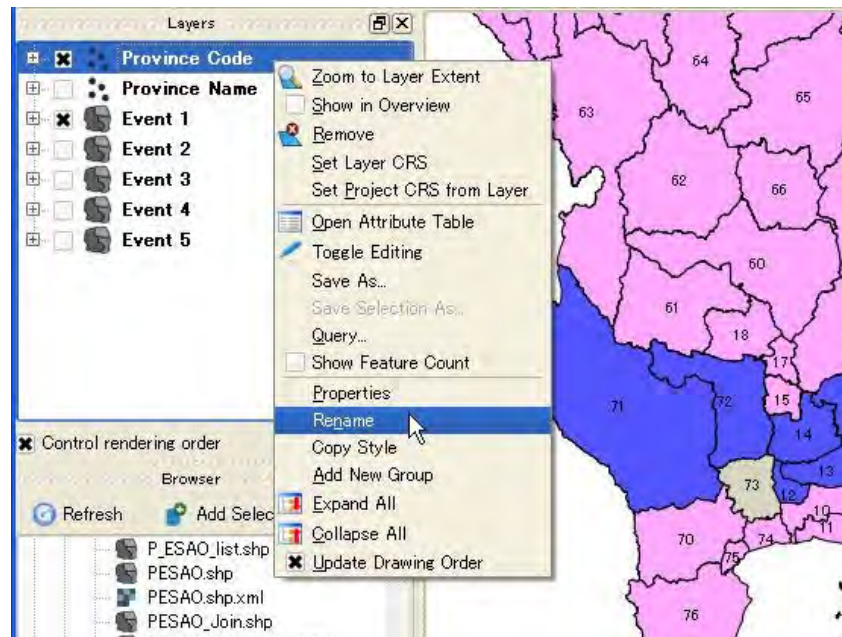 Layers
Province Code
Province Name
Event 1
Event 2
Event 3
Event 4
Event 5
Control rendering order
Browser
Refresh Add Selec
P_ESAO_list.shp
PESAO.shp
PESAO.shp.xml
PESAO_Join.shp
Zoom to Layer Extent
Show in Overview
Remove
Set Layer CRS
Set Project CRS from Layer
Open Attribute Table
Toggle Editing
Save As...
Save Selection As...
Query...
Show Feature Count
Properties
Rename
Copy Style
Add New Group
Expand All
Collapse All
Update Drawing Order
64
65
63
62
66
60
61
18
17
71
72
15
14
13
73
12
10
11
70
74
75
76